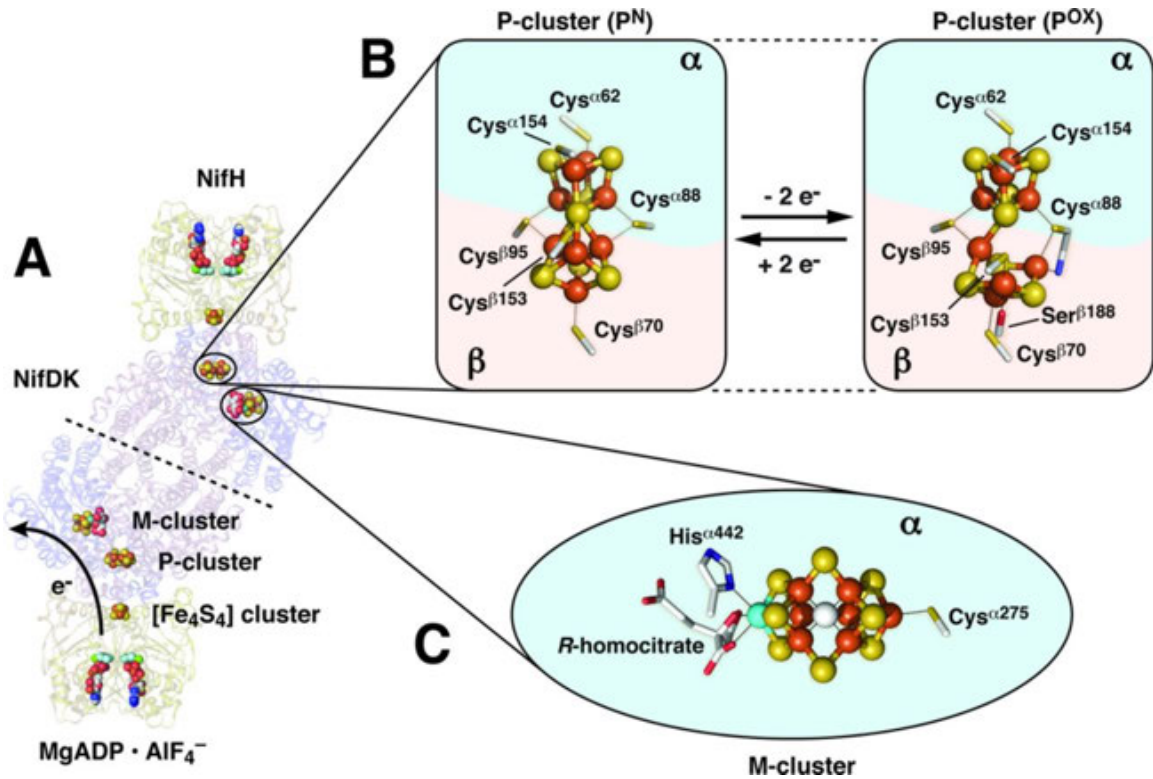 P-cluster (Pᴺ)
P-cluster (Pᴼˣ)
B
α
Cysα62
Cysα154
Cysα88
Cysβ95
Cysβ153
Cysβ70
β
- 2 e-
+ 2 e-
α
Cysα62
Cysα154
Cysα88
Cysβ95
Cysβ153
Serβ188
Cysβ70
β
A
NifH
NifDK
M-cluster
P-cluster
e-
[Fe₄S₄] cluster
MgADP · AlF₄⁻
C
α
Hisα442
Cysα275
R-homocitrate
M-cluster